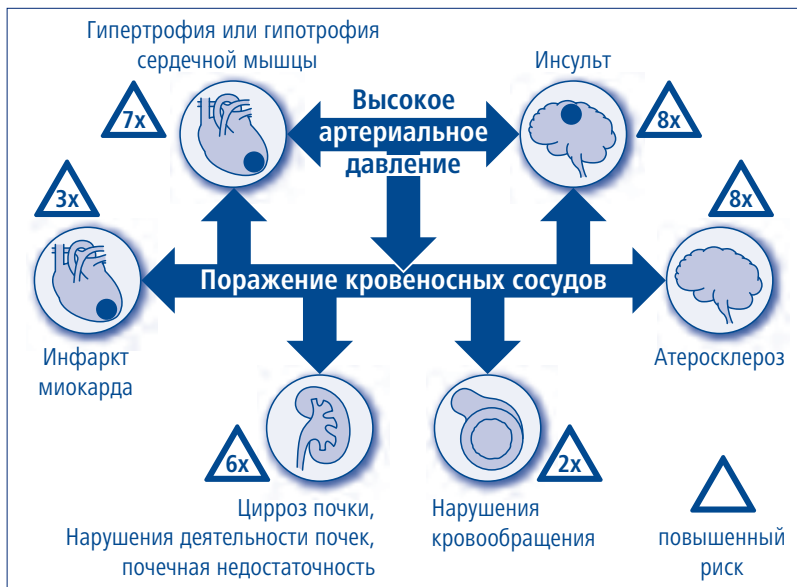 Гипертрофия или гипотрофия
сердечной мышцы
Инсульт
7x
Высокое
артериальное
давление
8x
3x
8x
Поражение кровеносных сосудов
Инфаркт
миокарда
Атеросклероз
6x
2x
Цирроз почки,
Нарушения деятельности почек,
почечная недостаточность
Нарушения
кровообращения
повышенный
риск